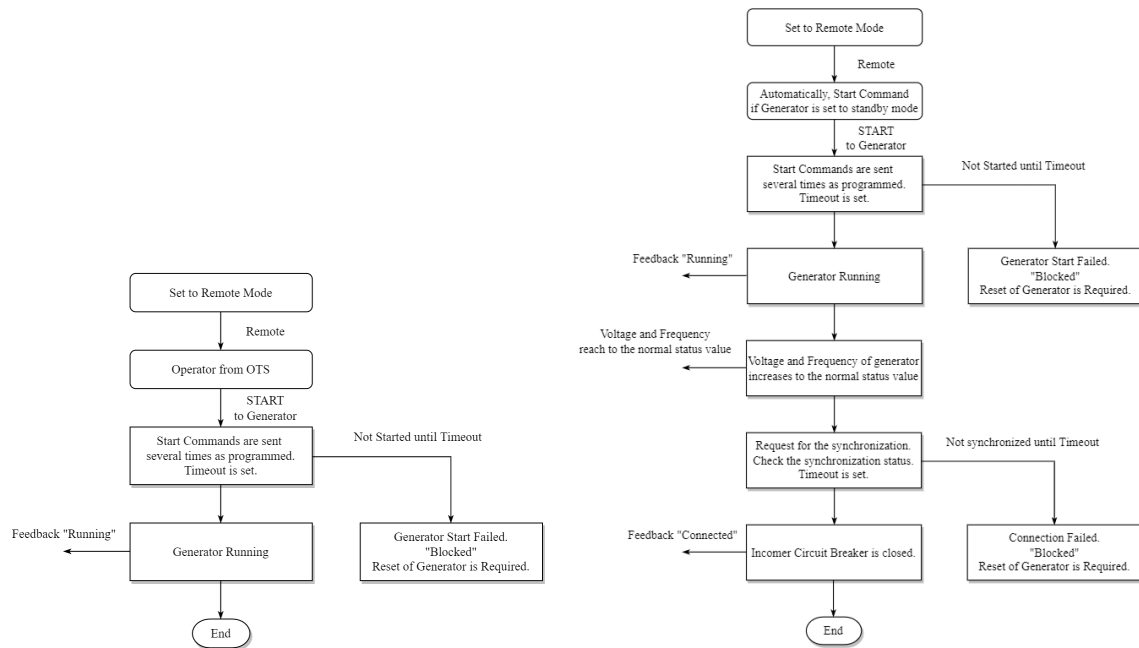 Set to Remote Mode
Remote
Operator from OTS
START
to Generator
Start Commands are sent
several times as programmed.
Timeout is set.
Not Started until Timeout
Feedback "Running"
Generator Running
Generator Start Failed.
"Blocked"
Reset of Generator is Required.
End
Set to Remote Mode
Remote
Automatically, Start Command
if Generator is set to standby mode
START
to Generator
Start Commands are sent
several times as programmed.
Timeout is set.
Not Started until Timeout
Feedback "Running"
Generator Running
Generator Start Failed.
"Blocked"
Reset of Generator is Required.
Voltage and Frequency
reach to the normal status value
Voltage and Frequency of generator
increases to the normal status value
Request for the synchronization.
Check the synchronization status.
Timeout is set.
Not synchronized until Timeout
Feedback "Connected"
Incomer Circuit Breaker is closed.
Connection Failed.
"Blocked"
Reset of Generator is Required.
End